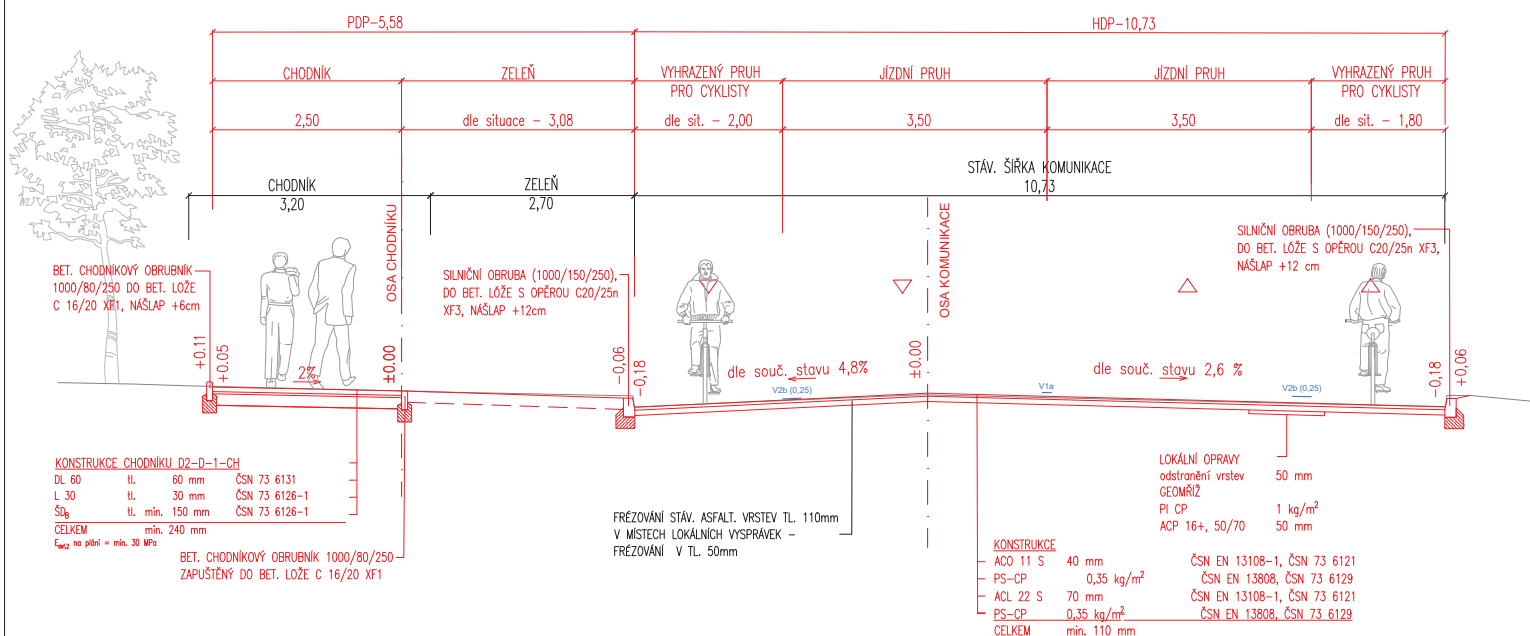 PDP-5,58
HDP-10,73
CHODNÍK
ZELEŇ
VYHRAZENÝ PRUH
PRO CYKLISTY
JÍZDNÍ PRUH
JÍZDNÍ PRUH
VYHRAZENÝ PRUH
PRO CYKLISTY
2,50
dle situace - 3,08
dle sit. - 2,00
3,50
3,50
dle sit. - 1,80
STÁV. ŠÍŘKA KOMUNIKACE
10,73
CHODNÍK
3,20
ZELEŇ
2,70
OSA CHODNÍKU
OSA KOMUNIKACE
BET. CHODNÍKOVÝ OBRUBNÍK
1000/80/250 DO BET. LOŽE
C 16/20 XF1, NÁŠLAP +6cm
SILNIČNÍ OBRUBA (1000/150/250),
DO BET. LÓŽE S OPĚROU C20/25n
XF3, NÁŠLAP +12cm
SILNIČNÍ OBRUBA (1000/150/250),
DO BET. LÓŽE S OPĚROU C20/25n XF3,
NÁŠLAP +12 cm
+0.11
+0.05
±0.00
-0,06
-0,18
±0.00
-0,18
+0,06
2%
dle souč. stavu 4,8%
dle souč. stavu 2,6 %
V2b (0,25)
V1a
V2b (0,25)
KONSTRUKCE CHODNÍKU D2-D-1-CH
DL 60 tl. 60 mm ČSN 73 6131
L 30 tl. 30 mm ČSN 73 6126-1
ŠDB tl. min. 150 mm ČSN 73 6126-1
CELKEM min. 240 mm
Edef,2 na pláni = min. 30 MPa
BET. CHODNÍKOVÝ OBRUBNÍK 1000/80/250
ZAPUŠTĚNÝ DO BET. LOŽE C 16/20 XF1
FRÉZOVÁNÍ STÁV. ASFALT. VRSTEV TL. 110mm
V MÍSTECH LOKÁLNÍCH VYSPRÁVEK -
FRÉZOVÁNÍ V TL. 50mm
LOKÁLNÍ OPRAVY
odstranění vrstev 50 mm
GEOMŘÍŽ
PI CP 1 kg/m²
ACP 16+, 50/70 50 mm
KONSTRUKCE
ACO 11 S 40 mm ČSN EN 13108-1, ČSN 73 6121
PS-CP 0,35 kg/m² ČSN EN 13808, ČSN 73 6129
ACL 22 S 70 mm ČSN EN 13108-1, ČSN 73 6121
PS-CP 0,35 kg/m² ČSN EN 13808, ČSN 73 6129
CELKEM min. 110 mm